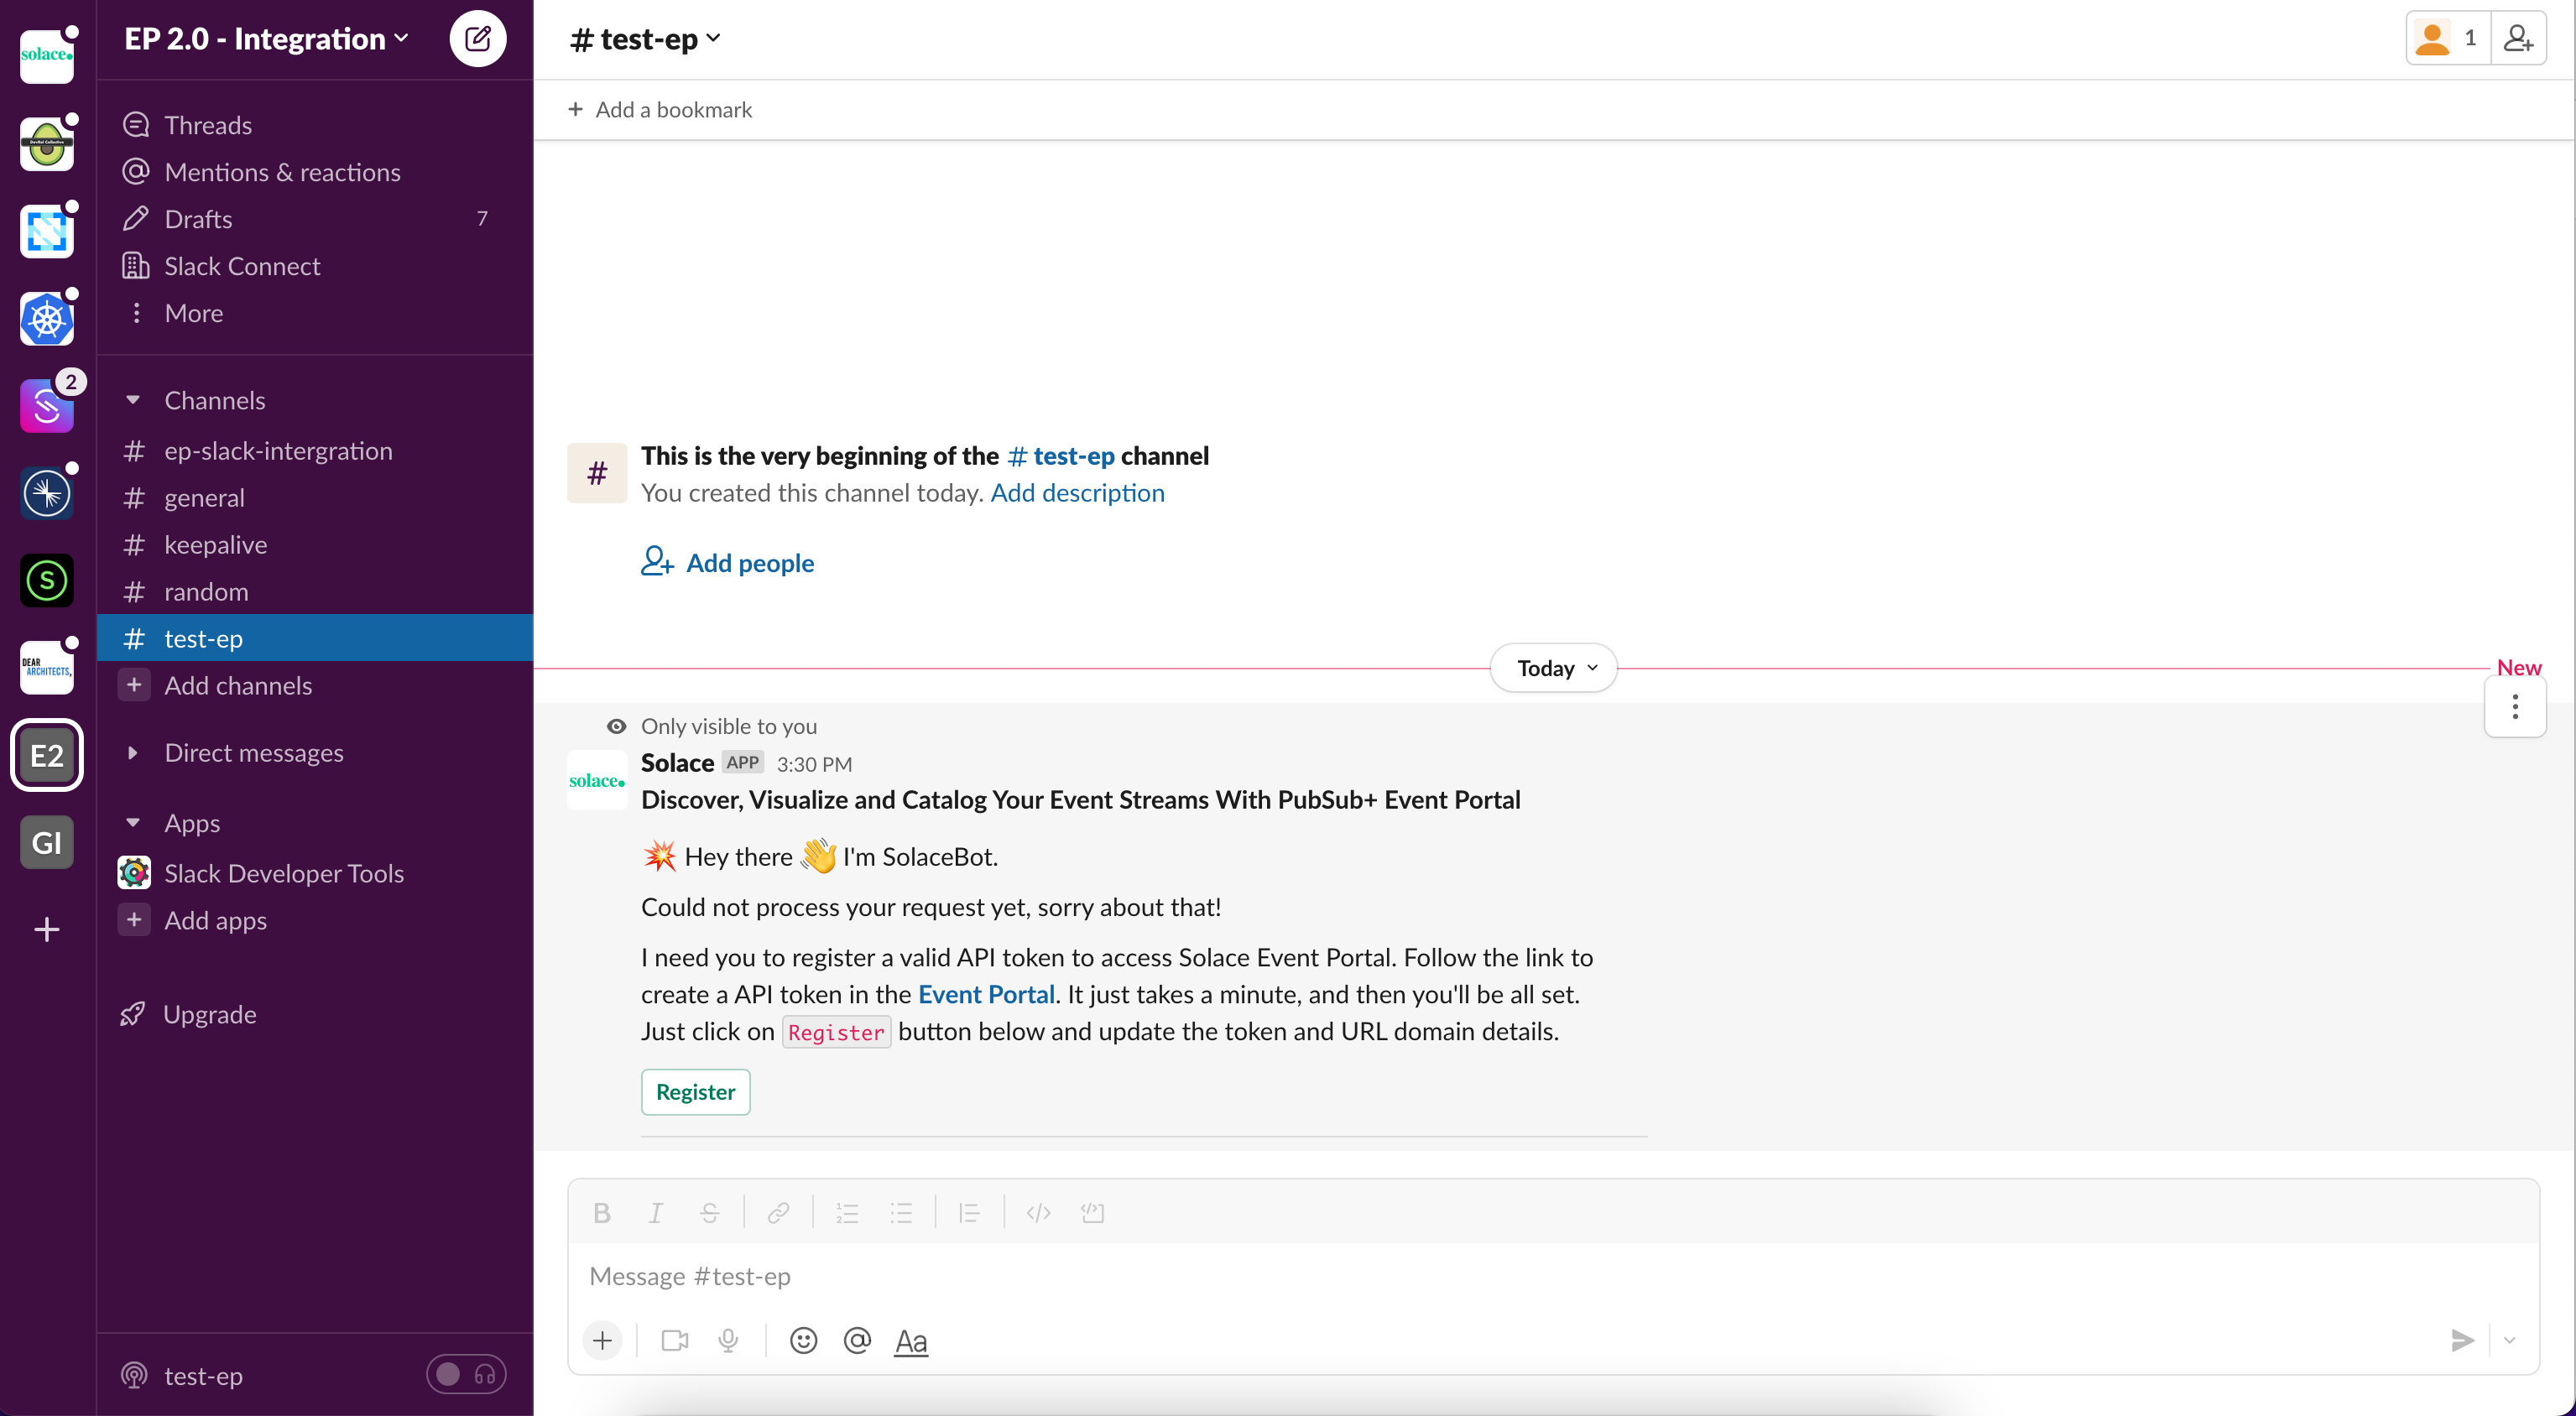 solace.
DevRel Collective
2
S
DEAR
ARCHITECTS,
E2
GI
EP 2.0 - Integration
Threads
Mentions & reactions
Drafts 7
Slack Connect
More
Channels
# ep-slack-intergration
# general
# keepalive
# random
# test-ep
+ Add channels
Direct messages
Apps
Slack Developer Tools
+ Add apps
Upgrade
test-ep
# test-ep
1
+ Add a bookmark
# This is the very beginning of the # test-ep channel
You created this channel today. Add description
Add people
Today
New
Only visible to you
solace.
Solace APP 3:30 PM
Discover, Visualize and Catalog Your Event Streams With PubSub+ Event Portal
💥 Hey there 👋 I'm SolaceBot.
Could not process your request yet, sorry about that!
I need you to register a valid API token to access Solace Event Portal. Follow the link to
create a API token in the Event Portal. It just takes a minute, and then you'll be all set.
Just click on Register button below and update the token and URL domain details.
Register
B I S
Message #test-ep
+ @ Aa